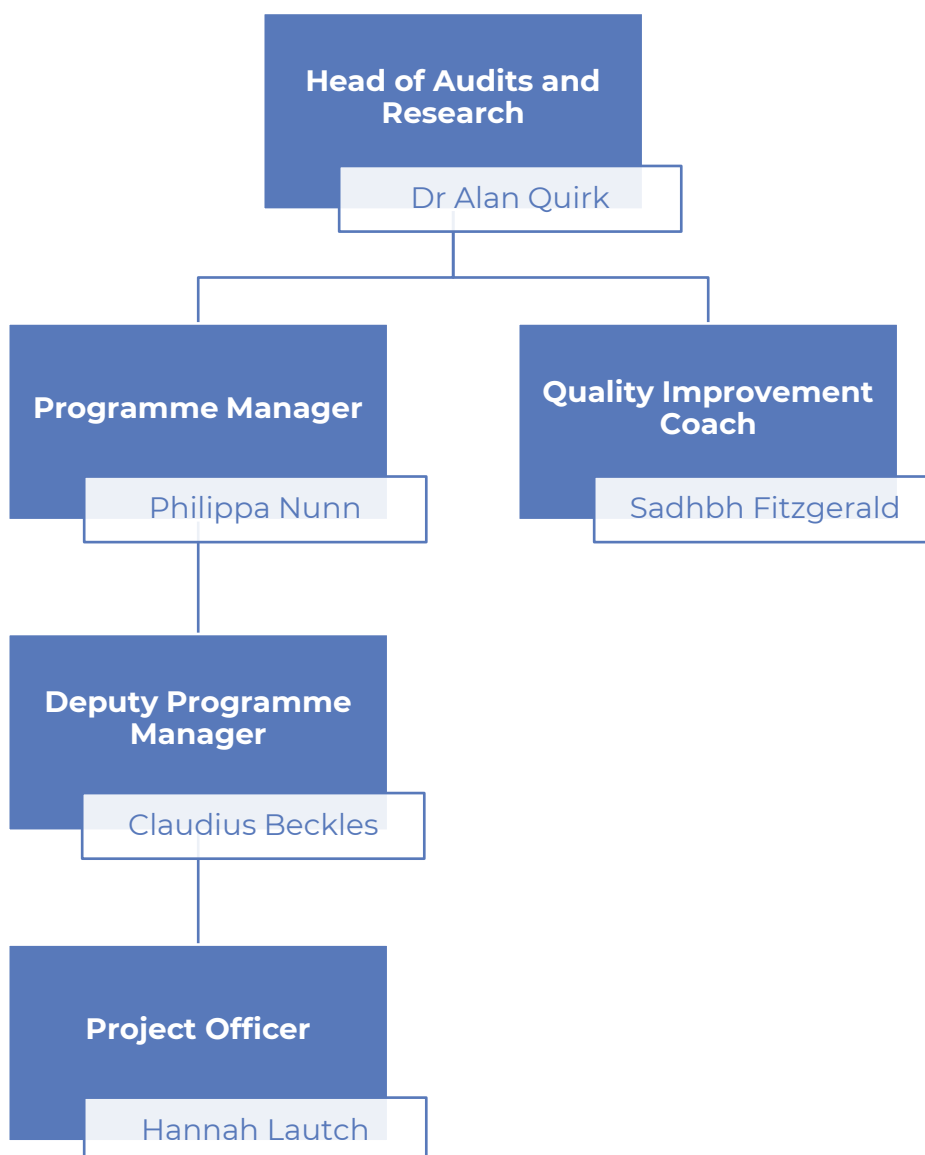 Head of Audits and
Research
Dr Alan Quirk
Programme Manager
Philippa Nunn
Quality Improvement
Coach
Sadhbh Fitzgerald
Deputy Programme
Manager
Claudius Beckles
Project Officer
Hannah Lautch